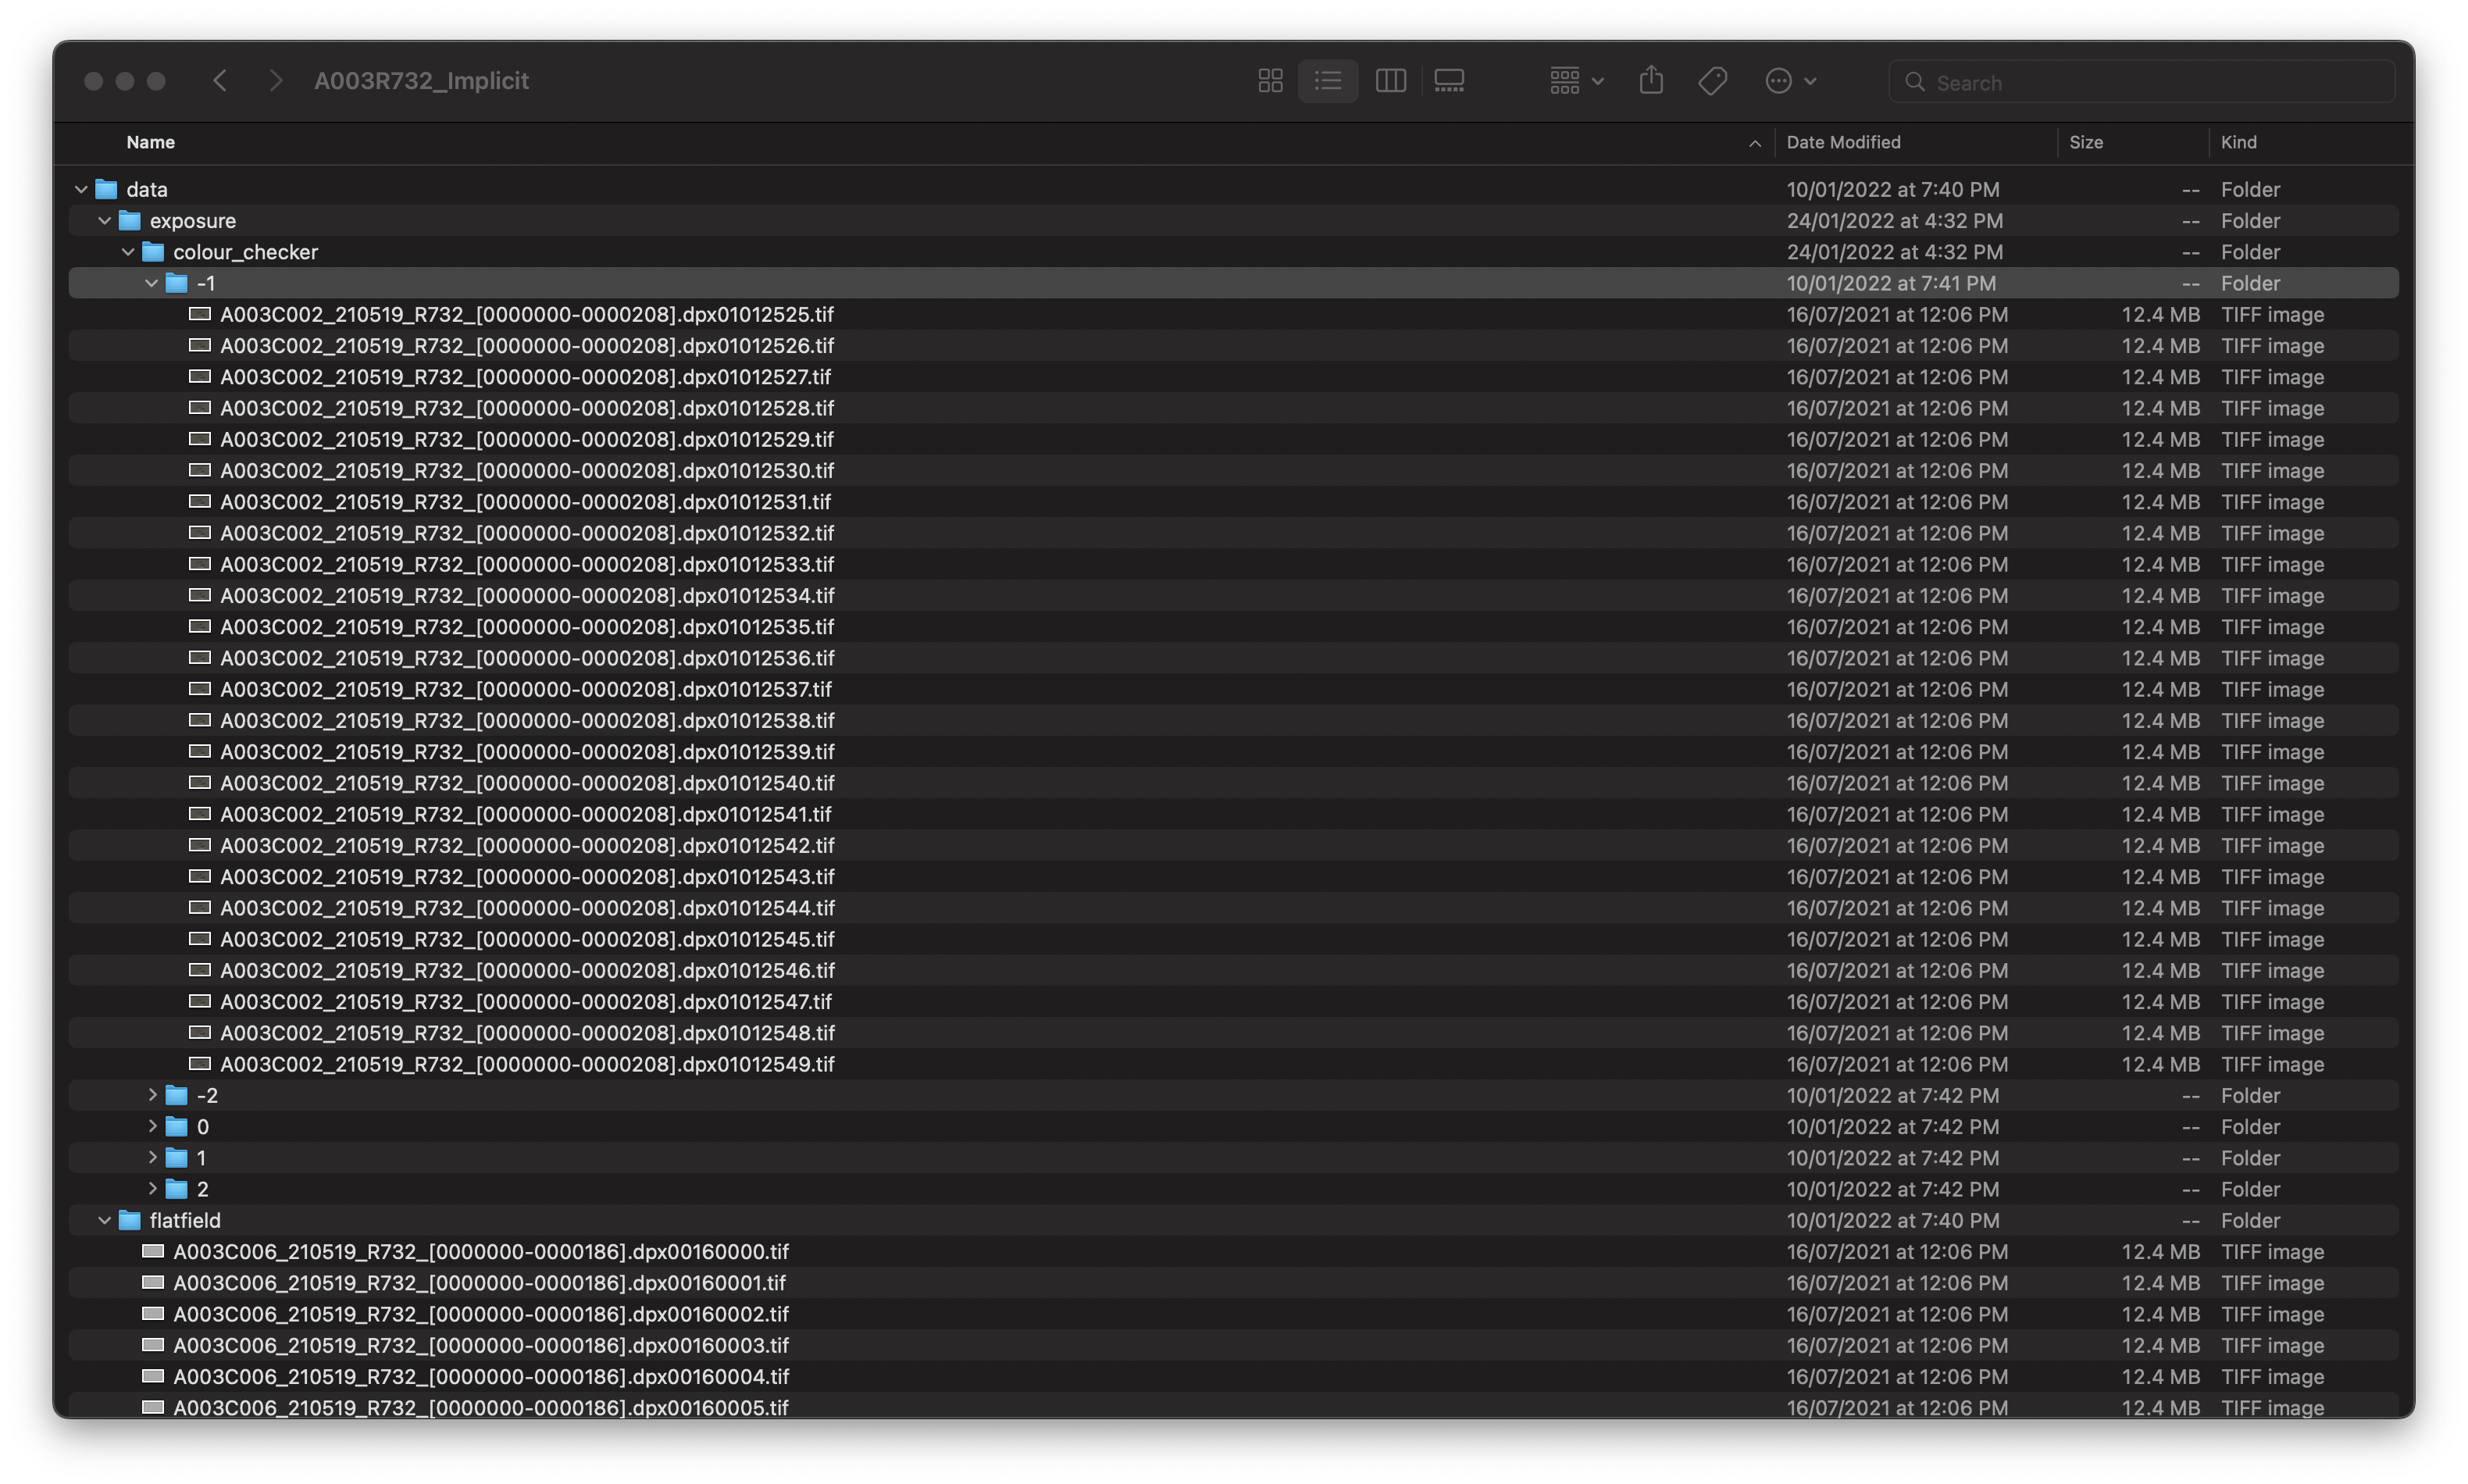 A003R732_Implicit
Search
Name Date Modified Size Kind
data 10/01/2022 at 7:40 PM -- Folder
exposure 24/01/2022 at 4:32 PM -- Folder
colour_checker 24/01/2022 at 4:32 PM -- Folder
-1 10/01/2022 at 7:41 PM -- Folder
A003C002_210519_R732_[0000000-0000208].dpx01012525.tif 16/07/2021 at 12:06 PM 12.4 MB TIFF image
A003C002_210519_R732_[0000000-0000208].dpx01012526.tif 16/07/2021 at 12:06 PM 12.4 MB TIFF image
A003C002_210519_R732_[0000000-0000208].dpx01012527.tif 16/07/2021 at 12:06 PM 12.4 MB TIFF image
A003C002_210519_R732_[0000000-0000208].dpx01012528.tif 16/07/2021 at 12:06 PM 12.4 MB TIFF image
A003C002_210519_R732_[0000000-0000208].dpx01012529.tif 16/07/2021 at 12:06 PM 12.4 MB TIFF image
A003C002_210519_R732_[0000000-0000208].dpx01012530.tif 16/07/2021 at 12:06 PM 12.4 MB TIFF image
A003C002_210519_R732_[0000000-0000208].dpx01012531.tif 16/07/2021 at 12:06 PM 12.4 MB TIFF image
A003C002_210519_R732_[0000000-0000208].dpx01012532.tif 16/07/2021 at 12:06 PM 12.4 MB TIFF image
A003C002_210519_R732_[0000000-0000208].dpx01012533.tif 16/07/2021 at 12:06 PM 12.4 MB TIFF image
A003C002_210519_R732_[0000000-0000208].dpx01012534.tif 16/07/2021 at 12:06 PM 12.4 MB TIFF image
A003C002_210519_R732_[0000000-0000208].dpx01012535.tif 16/07/2021 at 12:06 PM 12.4 MB TIFF image
A003C002_210519_R732_[0000000-0000208].dpx01012536.tif 16/07/2021 at 12:06 PM 12.4 MB TIFF image
A003C002_210519_R732_[0000000-0000208].dpx01012537.tif 16/07/2021 at 12:06 PM 12.4 MB TIFF image
A003C002_210519_R732_[0000000-0000208].dpx01012538.tif 16/07/2021 at 12:06 PM 12.4 MB TIFF image
A003C002_210519_R732_[0000000-0000208].dpx01012539.tif 16/07/2021 at 12:06 PM 12.4 MB TIFF image
A003C002_210519_R732_[0000000-0000208].dpx01012540.tif 16/07/2021 at 12:06 PM 12.4 MB TIFF image
A003C002_210519_R732_[0000000-0000208].dpx01012541.tif 16/07/2021 at 12:06 PM 12.4 MB TIFF image
A003C002_210519_R732_[0000000-0000208].dpx01012542.tif 16/07/2021 at 12:06 PM 12.4 MB TIFF image
A003C002_210519_R732_[0000000-0000208].dpx01012543.tif 16/07/2021 at 12:06 PM 12.4 MB TIFF image
A003C002_210519_R732_[0000000-0000208].dpx01012544.tif 16/07/2021 at 12:06 PM 12.4 MB TIFF image
A003C002_210519_R732_[0000000-0000208].dpx01012545.tif 16/07/2021 at 12:06 PM 12.4 MB TIFF image
A003C002_210519_R732_[0000000-0000208].dpx01012546.tif 16/07/2021 at 12:06 PM 12.4 MB TIFF image
A003C002_210519_R732_[0000000-0000208].dpx01012547.tif 16/07/2021 at 12:06 PM 12.4 MB TIFF image
A003C002_210519_R732_[0000000-0000208].dpx01012548.tif 16/07/2021 at 12:06 PM 12.4 MB TIFF image
A003C002_210519_R732_[0000000-0000208].dpx01012549.tif 16/07/2021 at 12:06 PM 12.4 MB TIFF image
-2 10/01/2022 at 7:42 PM -- Folder
0 10/01/2022 at 7:42 PM -- Folder
1 10/01/2022 at 7:42 PM -- Folder
2 10/01/2022 at 7:42 PM -- Folder
flatfield 10/01/2022 at 7:40 PM -- Folder
A003C006_210519_R732_[0000000-0000186].dpx00160000.tif 16/07/2021 at 12:06 PM 12.4 MB TIFF image
A003C006_210519_R732_[0000000-0000186].dpx00160001.tif 16/07/2021 at 12:06 PM 12.4 MB TIFF image
A003C006_210519_R732_[0000000-0000186].dpx00160002.tif 16/07/2021 at 12:06 PM 12.4 MB TIFF image
A003C006_210519_R732_[0000000-0000186].dpx00160003.tif 16/07/2021 at 12:06 PM 12.4 MB TIFF image
A003C006_210519_R732_[0000000-0000186].dpx00160004.tif 16/07/2021 at 12:06 PM 12.4 MB TIFF image
A003C006_210519_R732_[0000000-0000186].dpx00160005.tif 16/07/2021 at 12:06 PM 12.4 MB TIFF image